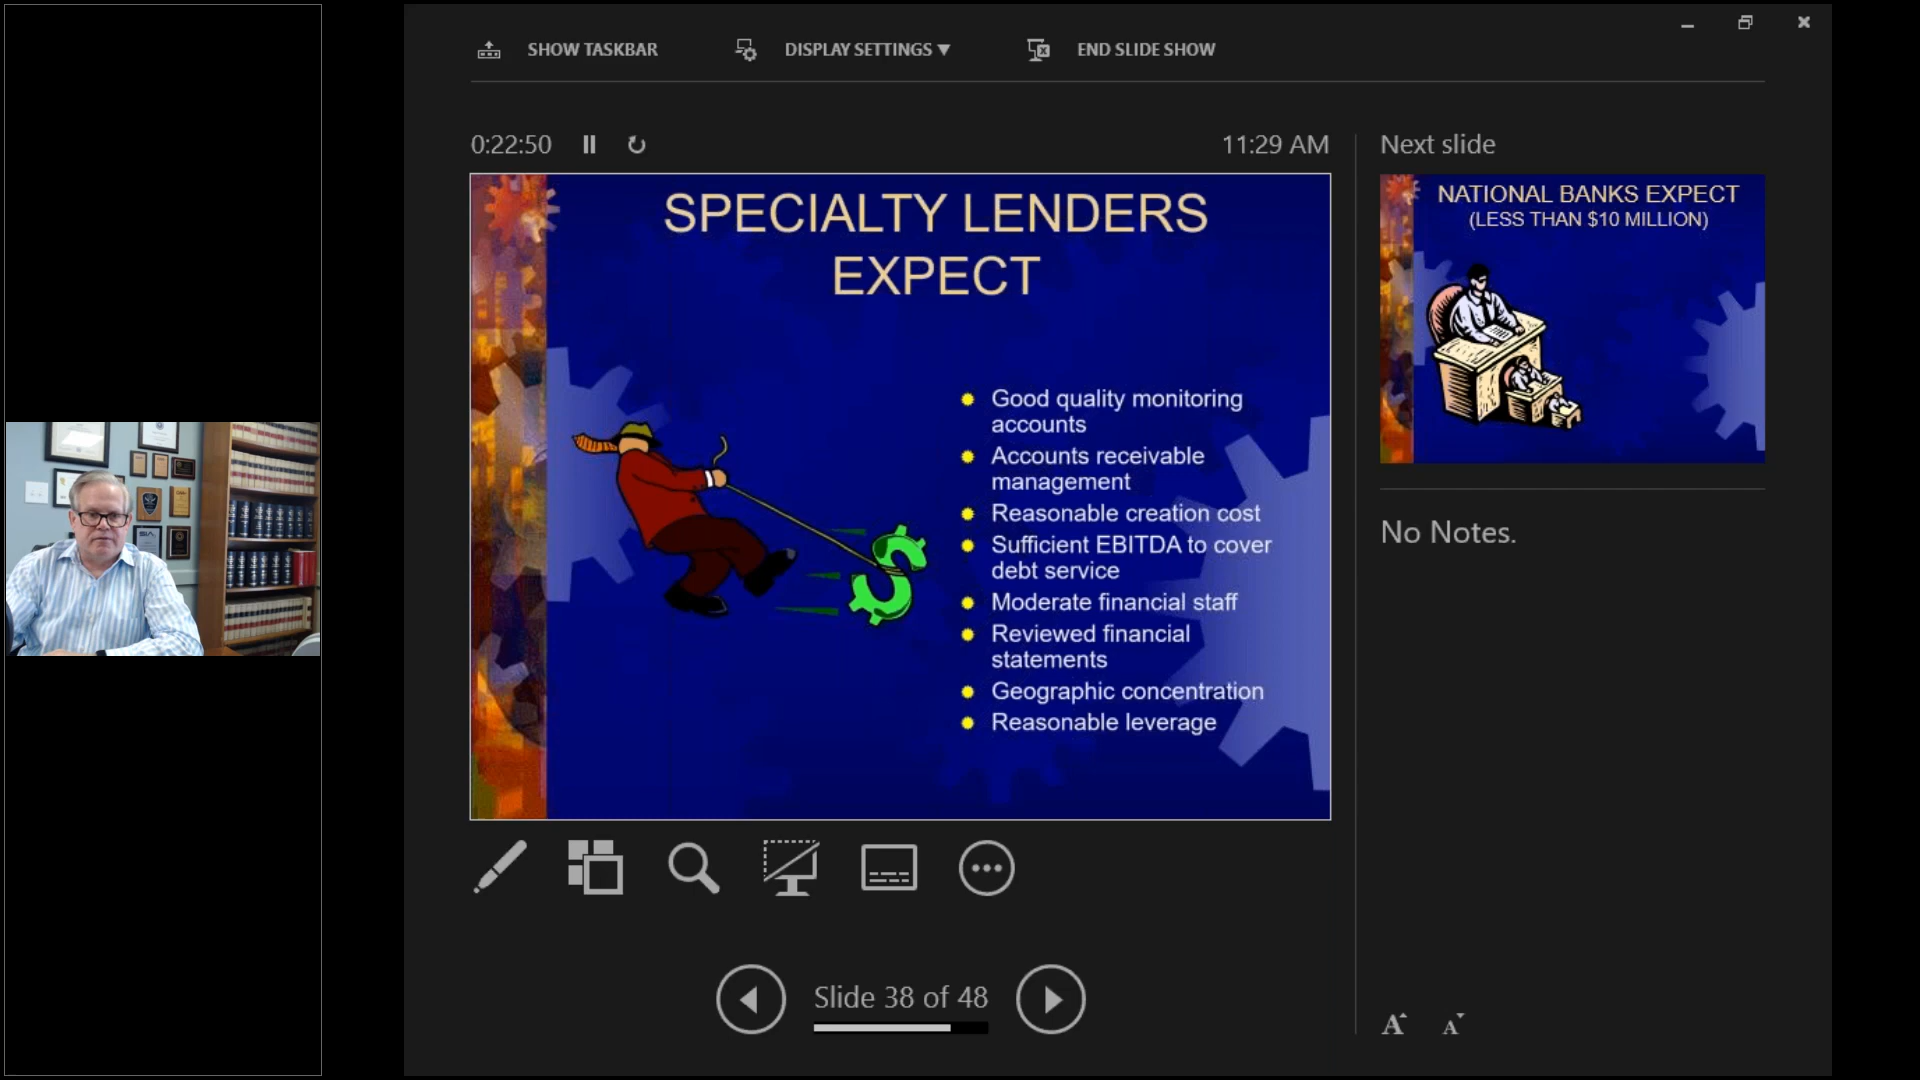 SHOW TASKBAR
DISPLAY SETTINGS
END SLIDE SHOW
0:22:50
11:29 AM
SPECIALTY LENDERS
EXPECT
Good quality monitoring
accounts
Accounts receivable
management
Reasonable creation cost
Sufficient EBITDA to cover
debt service
Moderate financial staff
Reviewed financial
statements
Geographic concentration
Reasonable leverage
Slide 38 of 48
Next slide
NATIONAL BANKS EXPECT
(LESS THAN $10 MILLION)
No Notes.
A
A